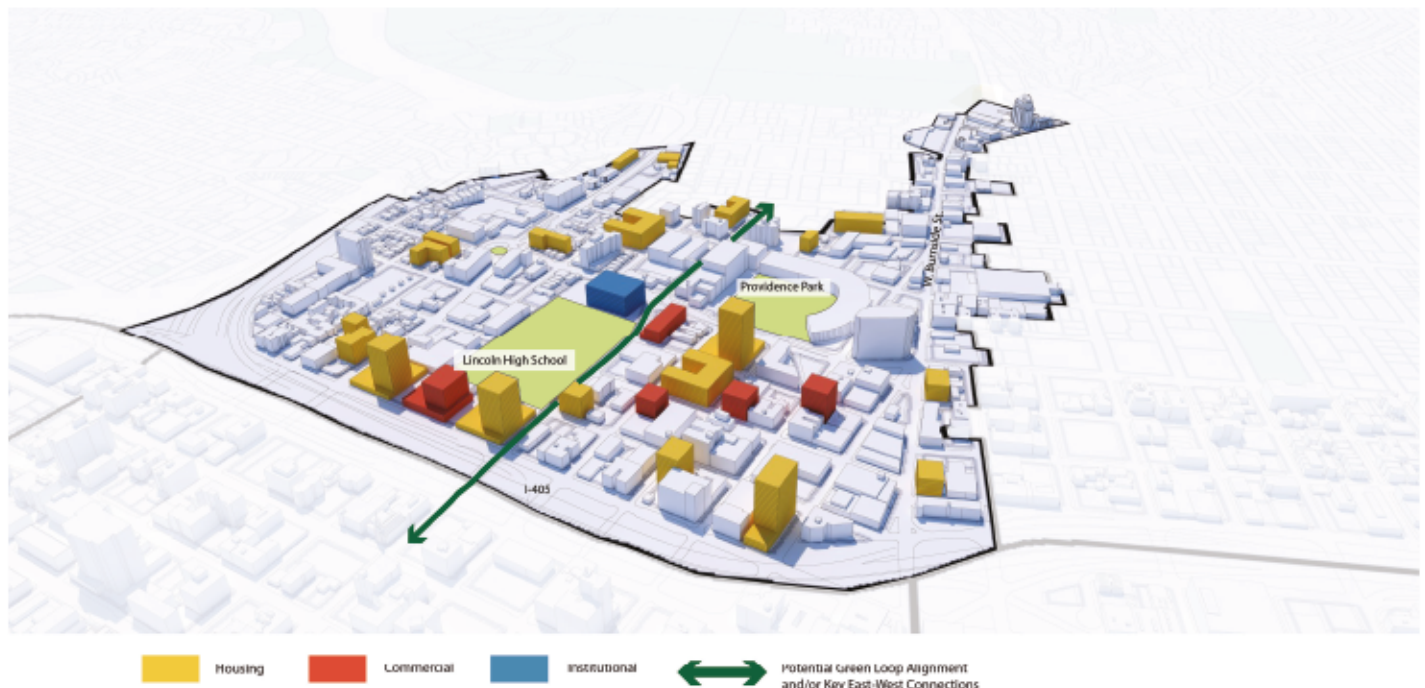 W. Burnside St.
Providence Park
Lincoln High School
I-405
Housing
Commercial
Institutional
Potential Green Loop Alignment
and/or Key East-West Connections